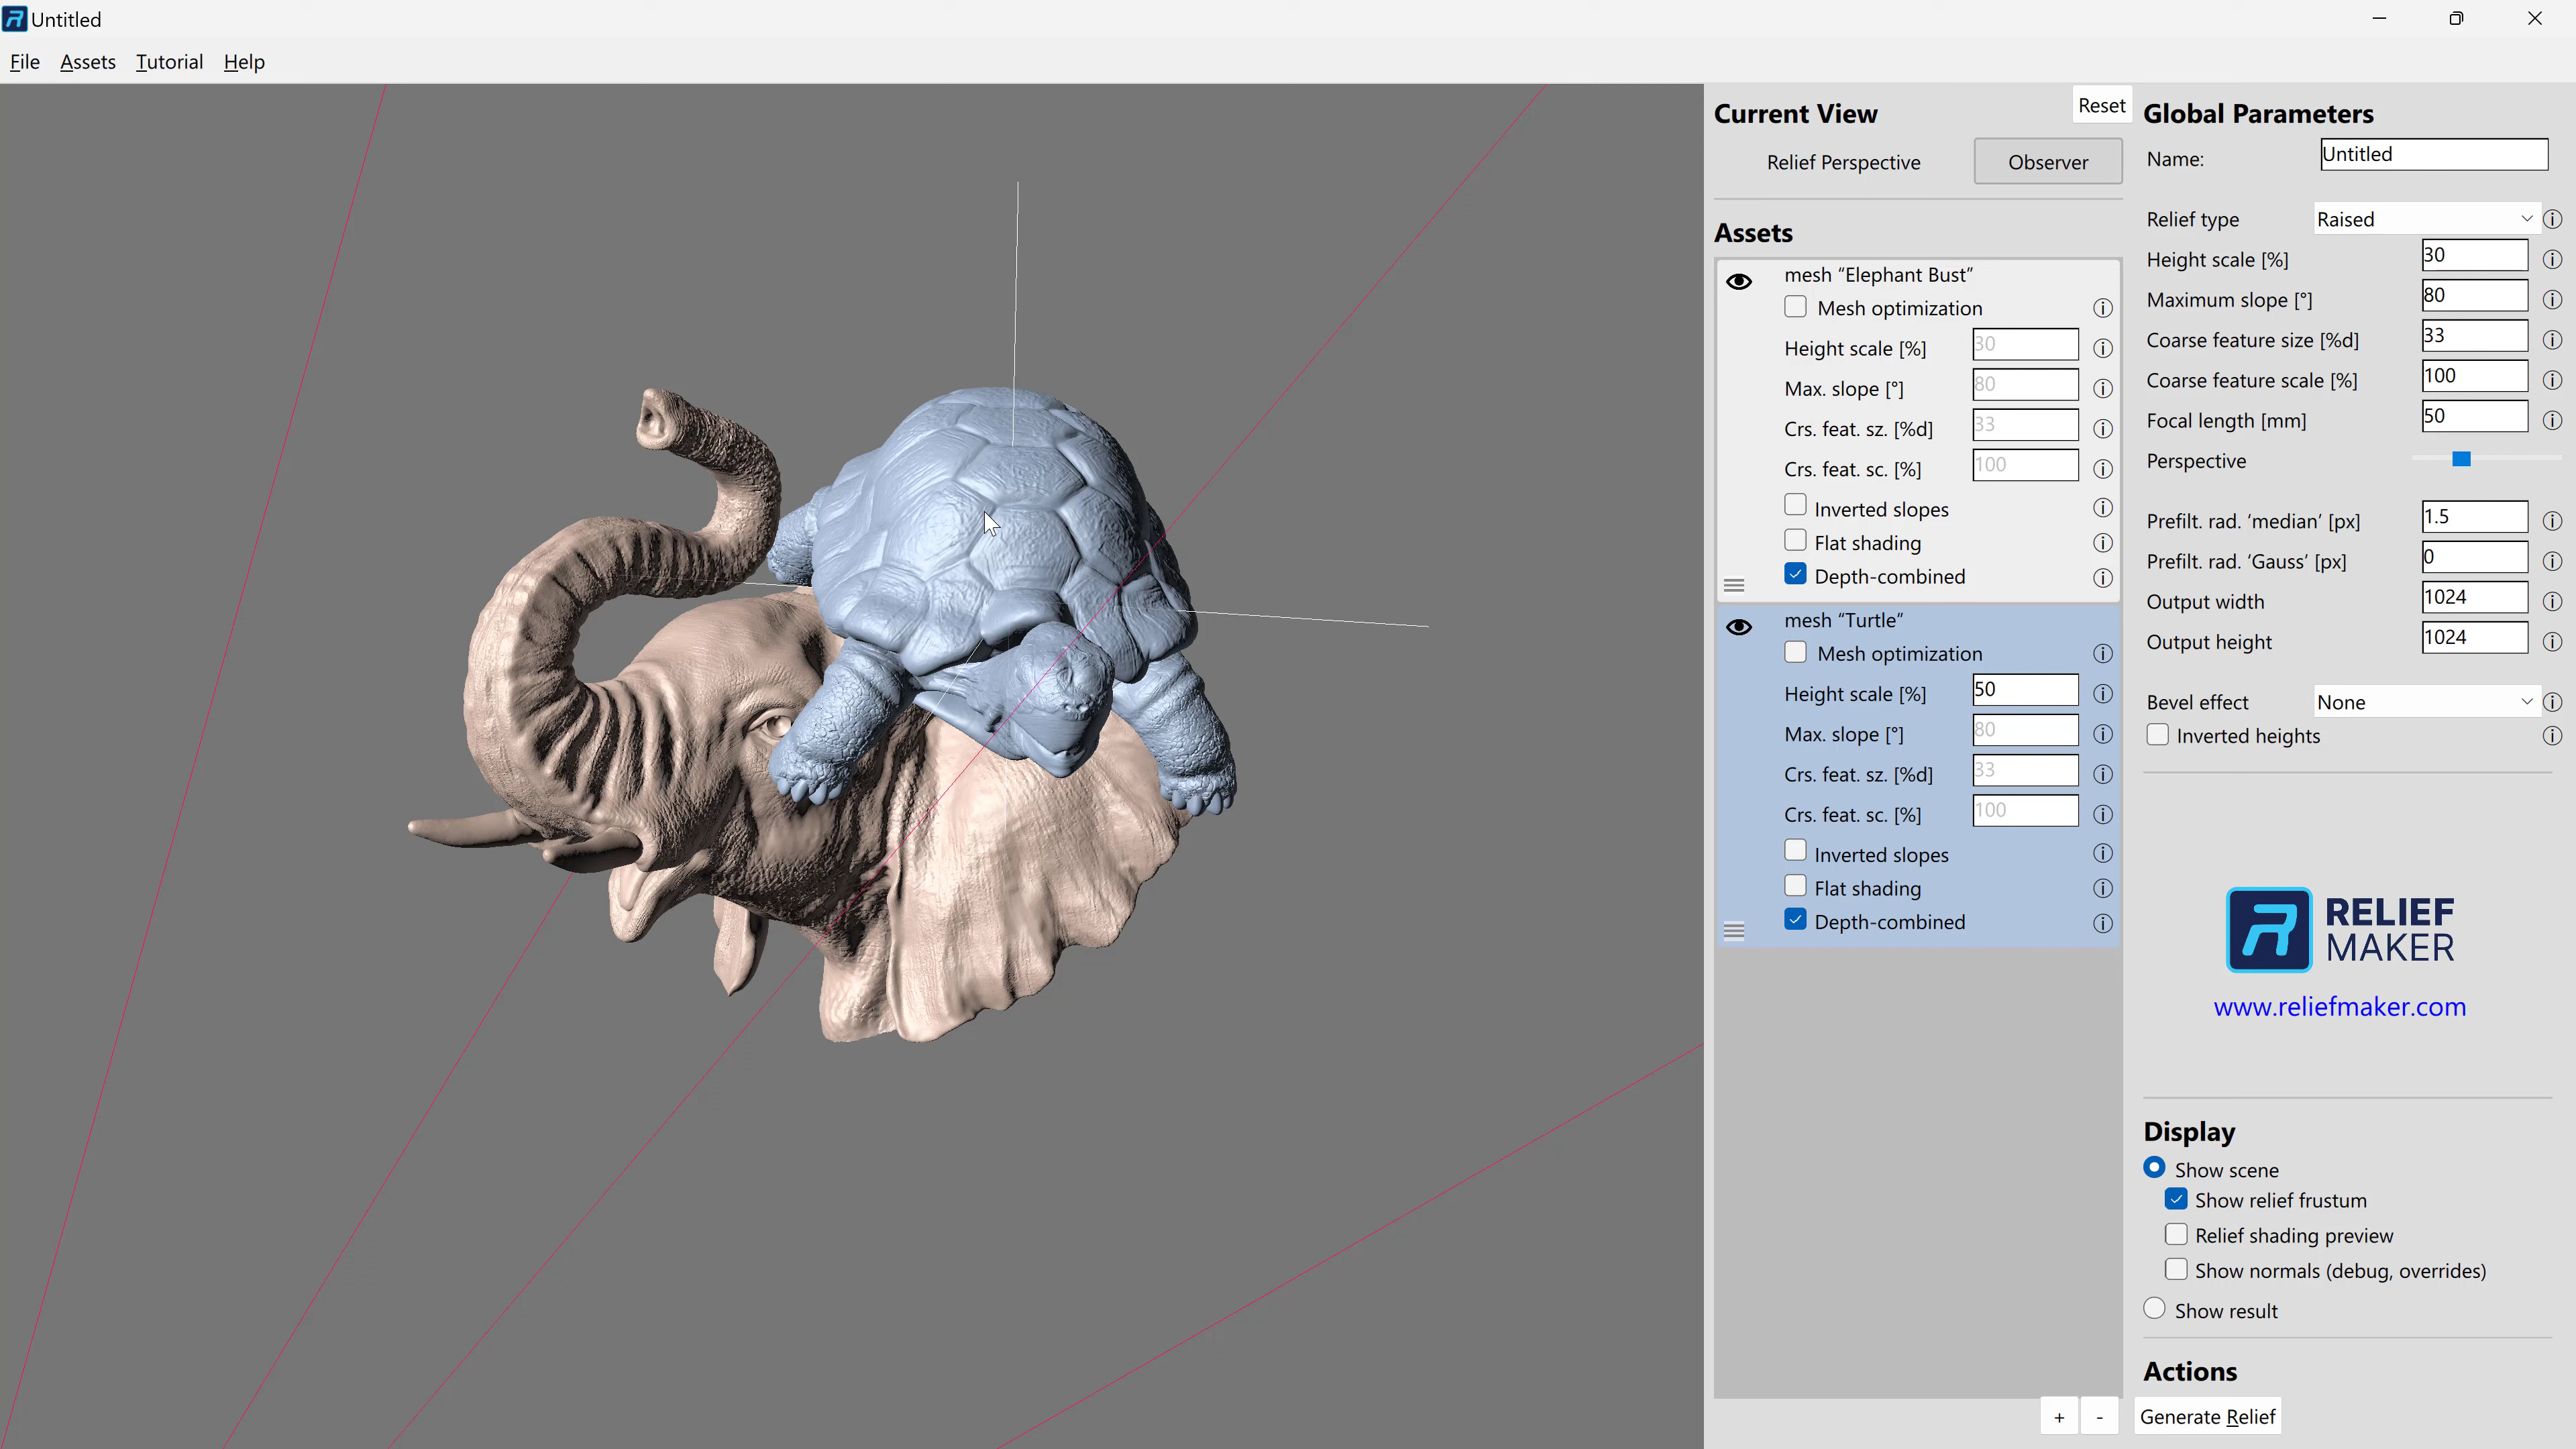 Untitled
File Assets Tutorial Help
Current View
Reset
Relief Perspective
Observer
Assets
mesh “Elephant Bust”
Mesh optimization
Height scale [%] 30
Max. slope [°] 80
Crs. feat. sz. [%d] 33
Crs. feat. sc. [%] 100
Inverted slopes
Flat shading
Depth-combined
mesh “Turtle”
Mesh optimization
Height scale [%] 50
Max. slope [°] 80
Crs. feat. sz. [%d] 33
Crs. feat. sc. [%] 100
Inverted slopes
Flat shading
Depth-combined
+ -
Global Parameters
Name: Untitled
Relief type Raised
Height scale [%] 30
Maximum slope [°] 80
Coarse feature size [%d] 33
Coarse feature scale [%] 100
Focal length [mm] 50
Perspective
Prefilt. rad. ‘median’ [px] 1.5
Prefilt. rad. ‘Gauss’ [px] 0
Output width 1024
Output height 1024
Bevel effect None
Inverted heights
RELIEF
MAKER
www.reliefmaker.com
Display
Show scene
Show relief frustum
Relief shading preview
Show normals (debug, overrides)
Show result
Actions
Generate Relief